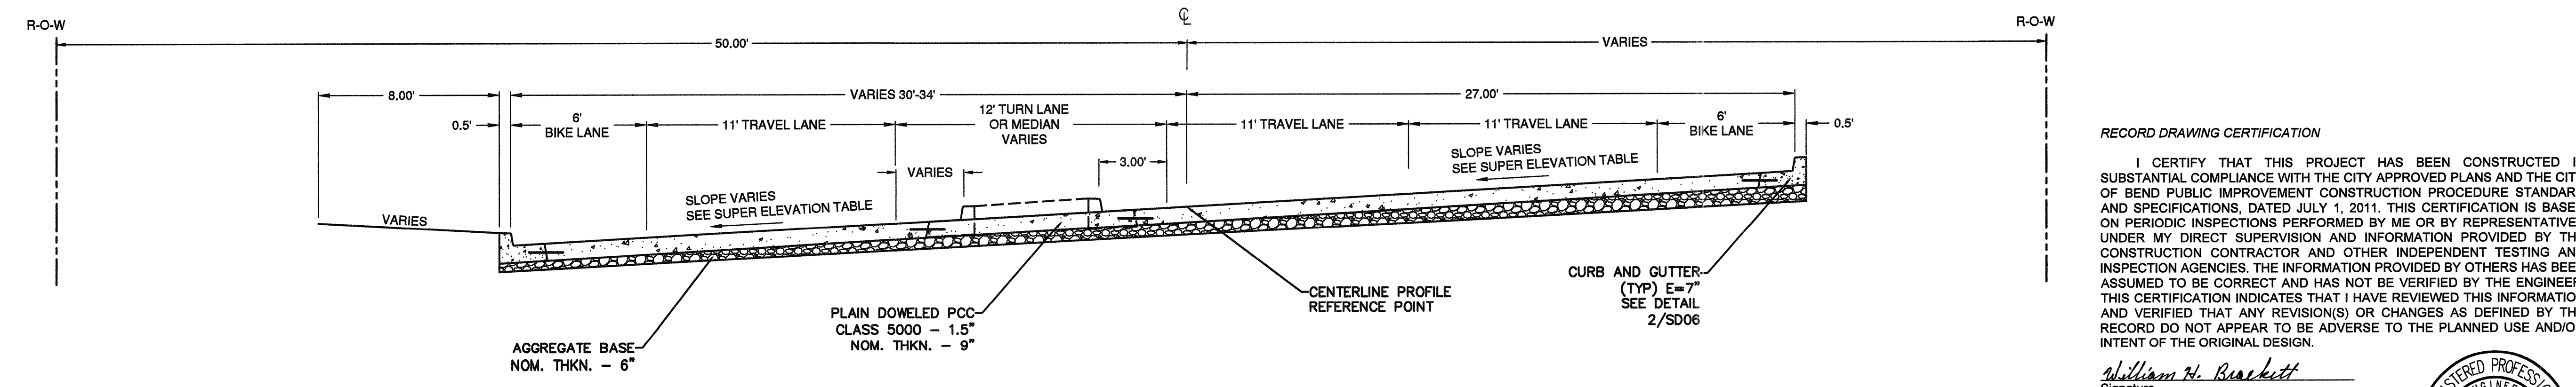 R-O-W
℄
R-O-W
50.00'
VARIES
8.00'
VARIES 30'-34'
27.00'
0.5'
6'
BIKE LANE
11' TRAVEL LANE
12' TURN LANE
OR MEDIAN
VARIES
11' TRAVEL LANE
11' TRAVEL LANE
6'
BIKE LANE
0.5'
VARIES
3.00'
SLOPE VARIES
SEE SUPER ELEVATION TABLE
SLOPE VARIES
SEE SUPER ELEVATION TABLE
VARIES
AGGREGATE BASE
NOM. THKN. - 6"
PLAIN DOWELED PCC
CLASS 5000 - 1.5"
NOM. THKN. - 9"
CENTERLINE PROFILE
REFERENCE POINT
CURB AND GUTTER
(TYP) E=7"
SEE DETAIL
2/SD06
RECORD DRAWING CERTIFICATION
I CERTIFY THAT THIS PROJECT HAS BEEN CONSTRUCTED I
SUBSTANTIAL COMPLIANCE WITH THE CITY APPROVED PLANS AND THE CIT
OF BEND PUBLIC IMPROVEMENT CONSTRUCTION PROCEDURE STANDAR
AND SPECIFICATIONS, DATED JULY 1, 2011. THIS CERTIFICATION IS BASE
ON PERIODIC INSPECTIONS PERFORMED BY ME OR BY REPRESENTATIVE
UNDER MY DIRECT SUPERVISION AND INFORMATION PROVIDED BY TH
CONSTRUCTION CONTRACTOR AND OTHER INDEPENDENT TESTING AN
INSPECTION AGENCIES. THE INFORMATION PROVIDED BY OTHERS HAS BEE
ASSUMED TO BE CORRECT AND HAS NOT BE VERIFIED BY THE ENGINEER
THIS CERTIFICATION INDICATES THAT I HAVE REVIEWED THIS INFORMATIO
AND VERIFIED THAT ANY REVISION(S) OR CHANGES AS DEFINED BY TH
RECORD DO NOT APPEAR TO BE ADVERSE TO THE PLANNED USE AND/O
INTENT OF THE ORIGINAL DESIGN.
William H. Brackett
Signature
STERED PROFESS